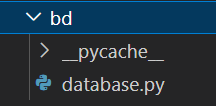 bd
__pycache__
database.py